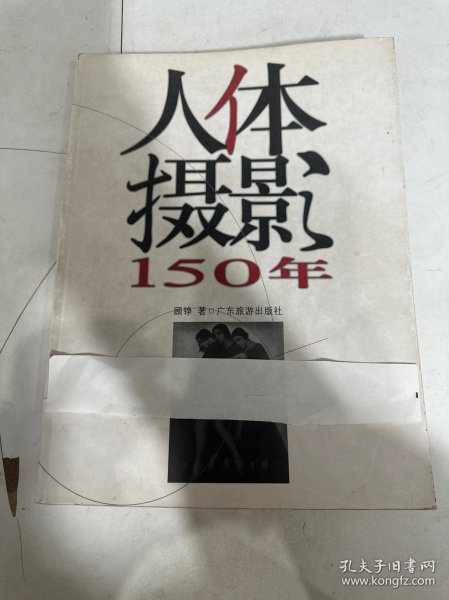 人体
摄影
150年
顾铮 著□广东旅游出版社
孔夫子旧书网
www.kongfz.com